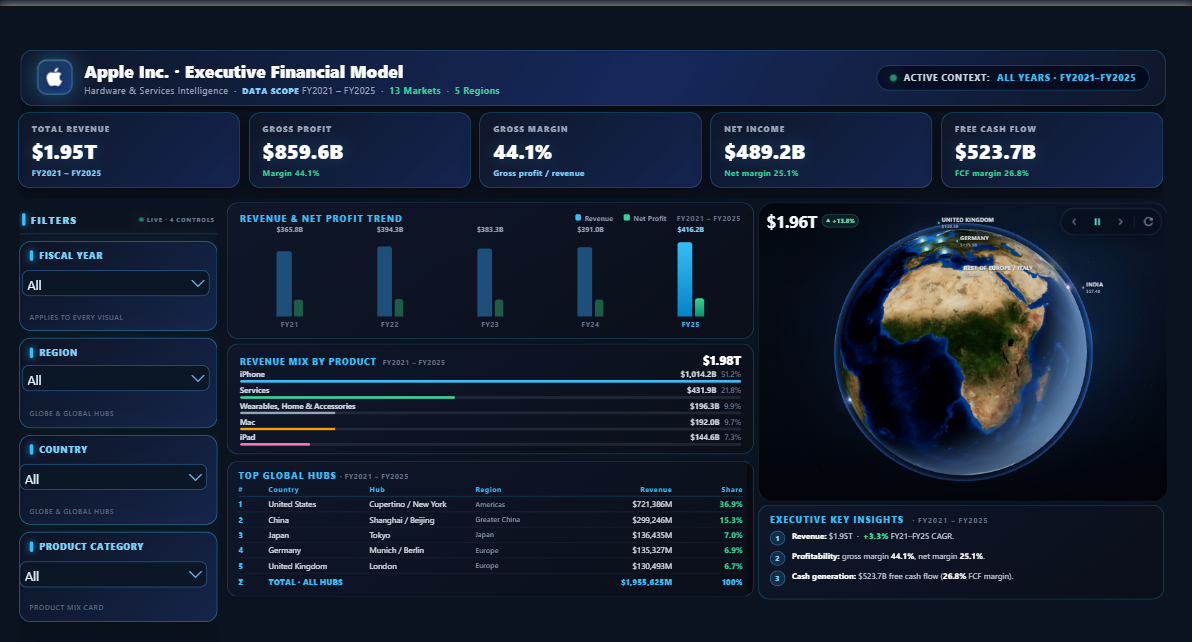 Apple Inc. · Executive Financial Model
Hardware & Services Intelligence · DATA SCOPE FY2021 – FY2025 · 13 Markets · 5 Regions
ACTIVE CONTEXT: ALL YEARS · FY2021–FY2025
TOTAL REVENUE
$1.95T
FY2021 – FY2025
GROSS PROFIT
$859.6B
Margin 44.1%
GROSS MARGIN
44.1%
Gross profit / revenue
NET INCOME
$489.2B
Net margin 25.1%
FREE CASH FLOW
$523.7B
FCF margin 26.8%
FILTERS
LIVE · 4 CONTROLS
FISCAL YEAR
All
APPLIES TO EVERY VISUAL
REGION
All
GLOBE & GLOBAL HUBS
COUNTRY
All
GLOBE & GLOBAL HUBS
PRODUCT CATEGORY
All
PRODUCT MIX CARD
REVENUE & NET PROFIT TREND
Revenue Net Profit FY2021 – FY2025
$365.8B $394.3B $383.3B $391.0B $416.2B
FY21 FY22 FY23 FY24 FY25
REVENUE MIX BY PRODUCT FY2021 – FY2025 $1.98T
iPhone $1,014.2B 51.2%
Services $431.9B 21.8%
Wearables, Home & Accessories $196.3B 9.9%
Mac $192.0B 9.7%
iPad $144.6B 7.3%
TOP GLOBAL HUBS · FY2021 – FY2025
# Country Hub Region Revenue Share
1 United States Cupertino / New York Americas $721,386M 36.9%
2 China Shanghai / Beijing Greater China $299,246M 15.3%
3 Japan Tokyo Japan $136,435M 7.0%
4 Germany Munich / Berlin Europe $135,327M 6.9%
5 United Kingdom London Europe $130,493M 6.7%
Σ TOTAL · ALL HUBS $1,955,625M 100%
$1.96T ▲ +13.8%
UNITED KINGDOM
GERMANY
REST OF EUROPE / ITALY
INDIA
EXECUTIVE KEY INSIGHTS · FY2021 – FY2025
1 Revenue: $1.95T · +3.3% FY21–FY25 CAGR.
2 Profitability: gross margin 44.1%, net margin 25.1%.
3 Cash generation: $523.7B free cash flow (26.8% FCF margin).